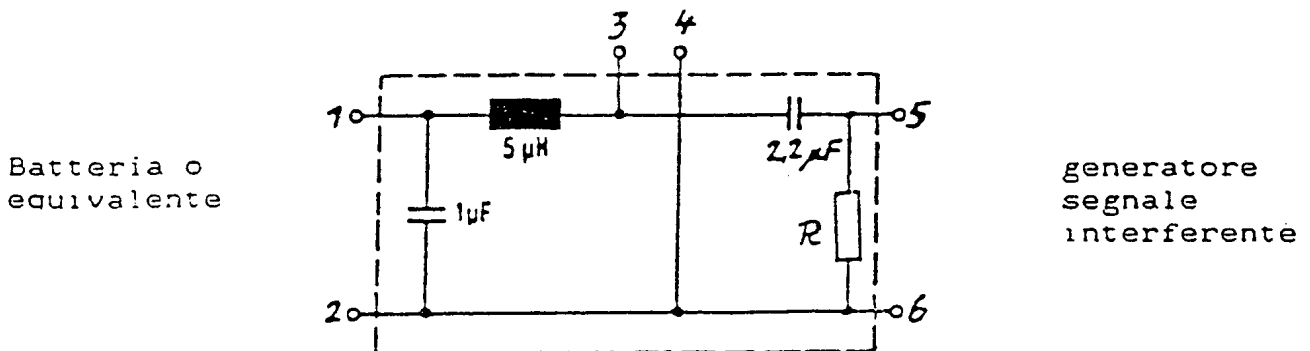 3 4
1
5
5 µH
2,2 µF
Batteria o
equivalente
1µF
R
generatore
segnale
interferente
2
6